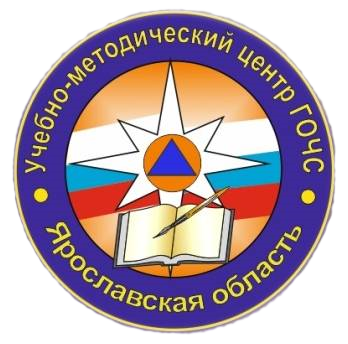 Учебно-методический центр ГОЧС
Ярославская область